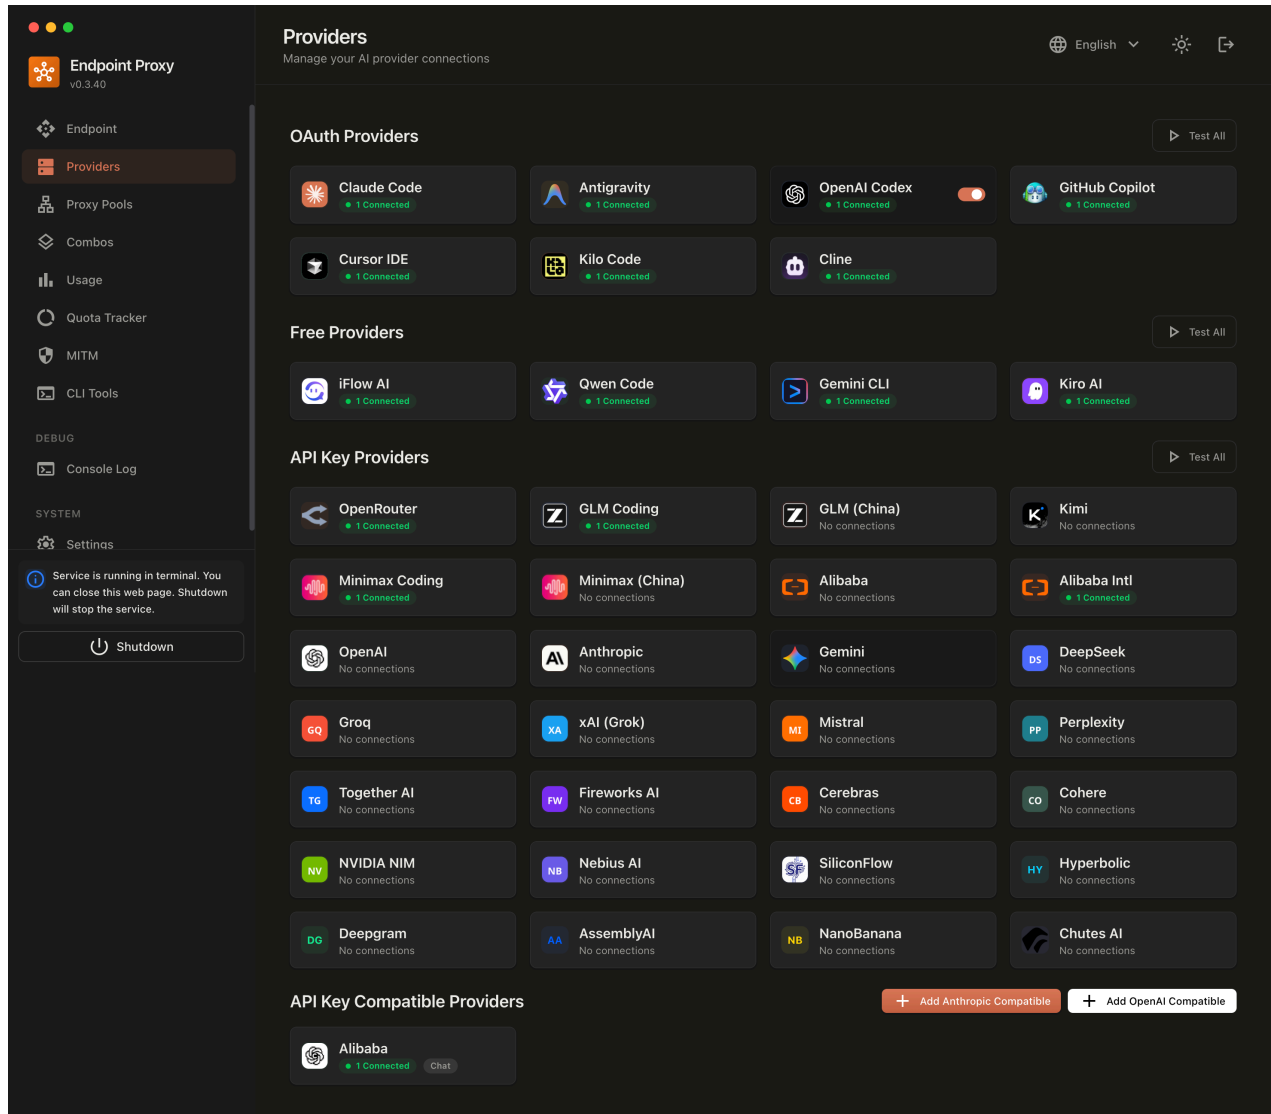 Endpoint Proxy
v0.3.40
Endpoint
Providers
Proxy Pools
Combos
Usage
Quota Tracker
MITM
CLI Tools
DEBUG
Console Log
SYSTEM
Settings
Service is running in terminal. You
can close this web page. Shutdown
will stop the service.
Shutdown
Providers
Manage your AI provider connections
English
OAuth Providers
Test All
Claude Code
1 Connected
Antigravity
1 Connected
OpenAI Codex
1 Connected
GitHub Copilot
1 Connected
Cursor IDE
1 Connected
KILO
Kilo Code
1 Connected
Cline
1 Connected
Free Providers
Test All
iFlow AI
1 Connected
Qwen Code
1 Connected
Gemini CLI
1 Connected
Kiro AI
1 Connected
API Key Providers
Test All
OpenRouter
1 Connected
Z
GLM Coding
1 Connected
Z
GLM (China)
No connections
K
Kimi
No connections
Minimax Coding
1 Connected
Minimax (China)
No connections
Alibaba
No connections
Alibaba Intl
1 Connected
OpenAI
No connections
AI
Anthropic
No connections
Gemini
No connections
DS
DeepSeek
No connections
GQ
Groq
No connections
XA
xAI (Grok)
No connections
MI
Mistral
No connections
PP
Perplexity
No connections
TG
Together AI
No connections
FW
Fireworks AI
No connections
CB
Cerebras
No connections
CO
Cohere
No connections
NV
NVIDIA NIM
No connections
NB
Nebius AI
No connections
SF
SiliconFlow
No connections
HY
Hyperbolic
No connections
DG
Deepgram
No connections
AA
AssemblyAI
No connections
NB
NanoBanana
No connections
Chutes AI
No connections
API Key Compatible Providers
Add Anthropic Compatible
Add OpenAI Compatible
Alibaba
1 Connected
Chat